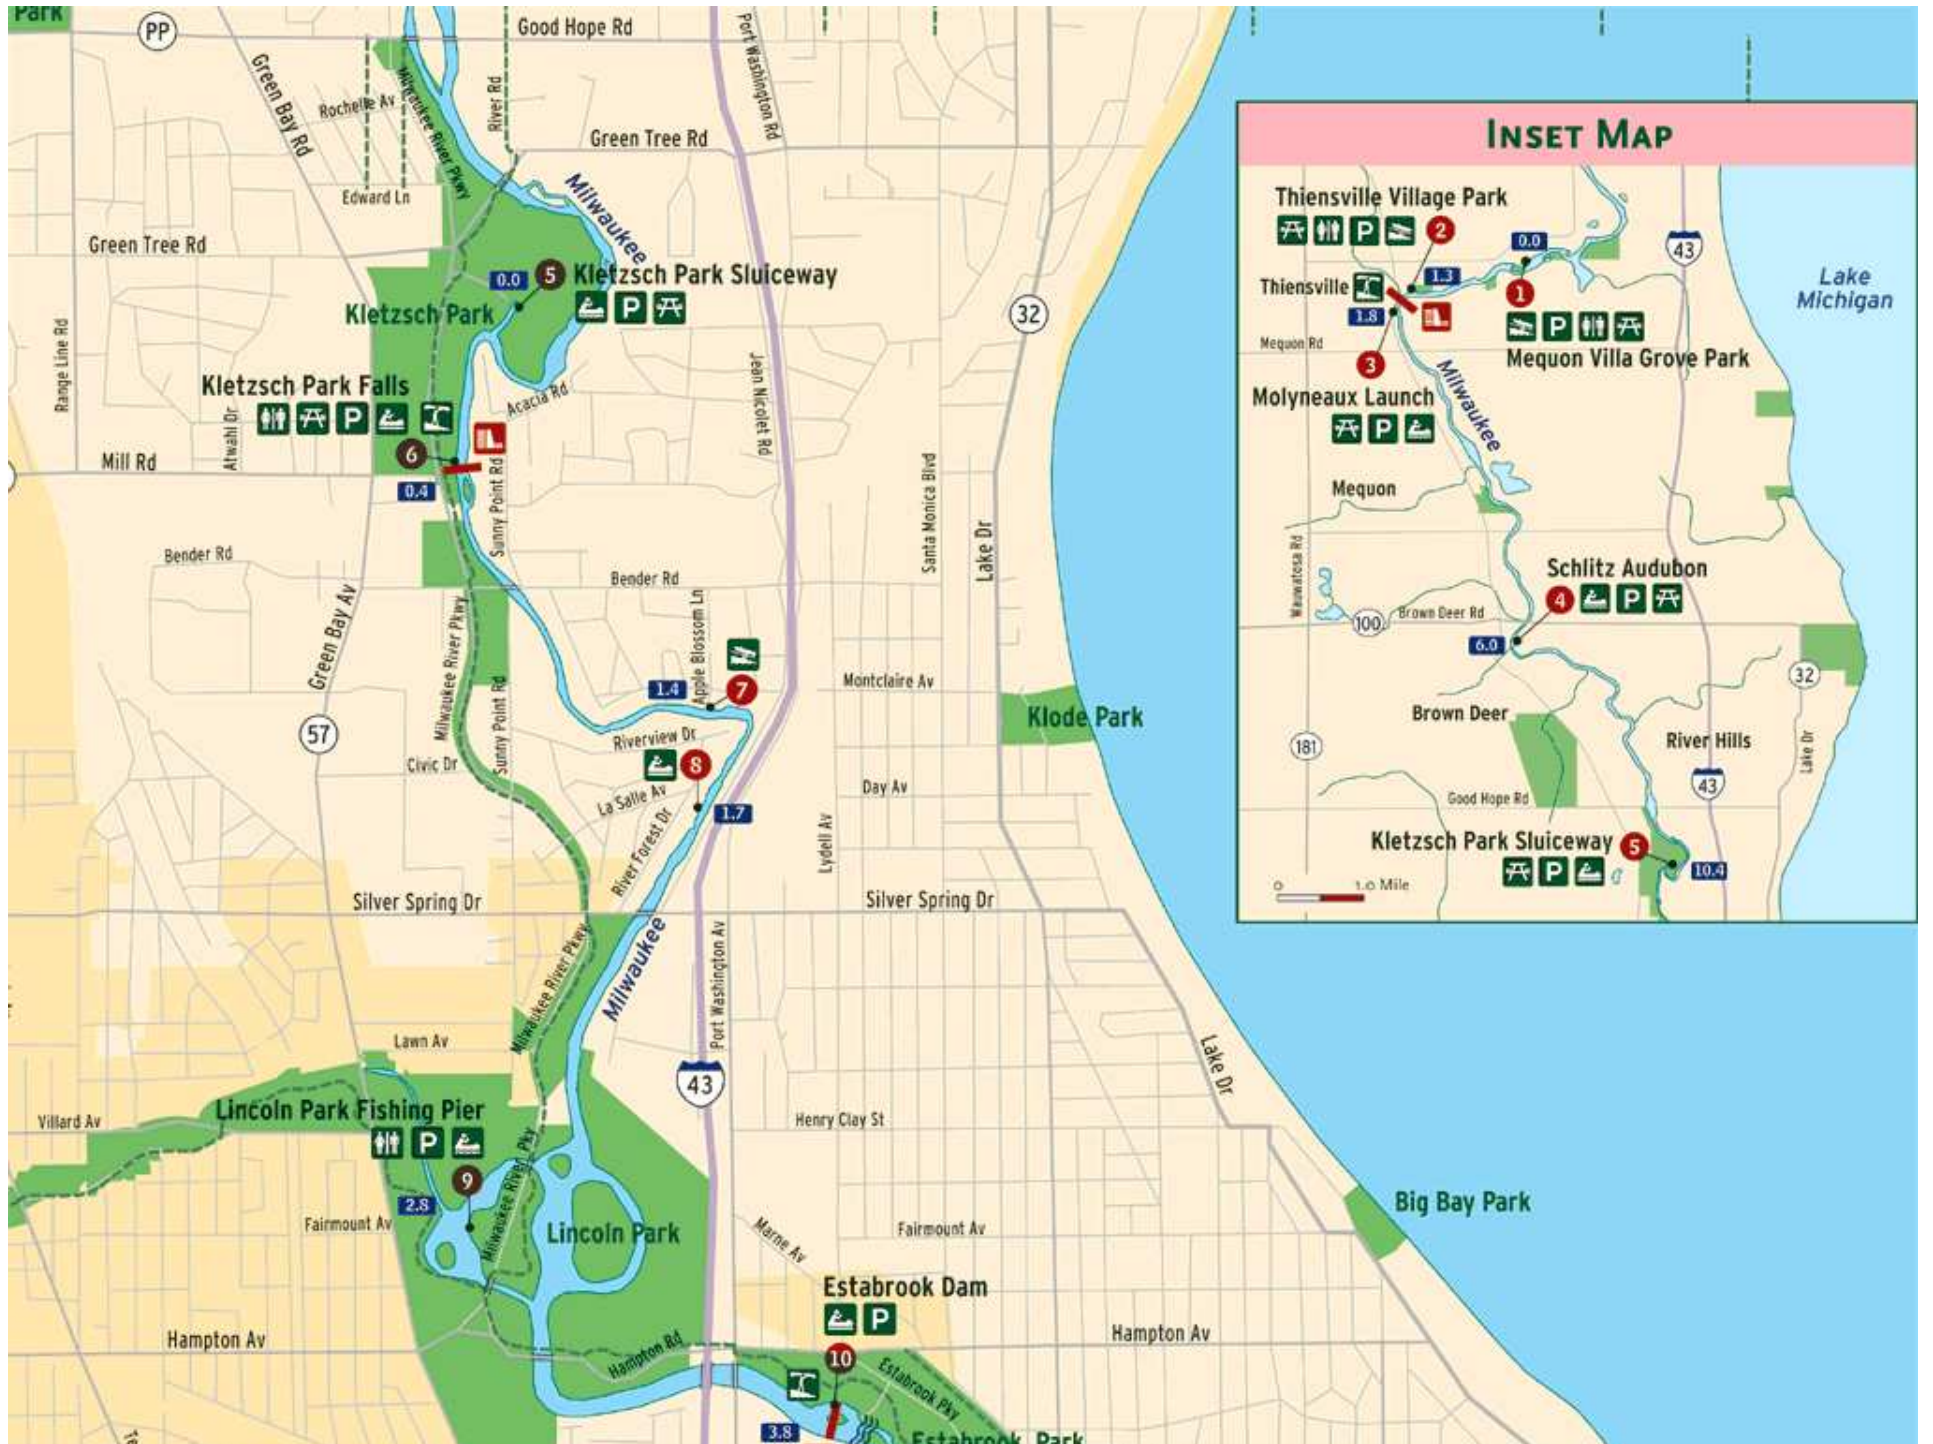 Park
PP
Good Hope Rd
Port Washington Rd
Green Bay Rd
Rochelle Av
Milwaukee River Pkwy
River Rd
Green Tree Rd
Edward Ln
Milwaukee
Green Tree Rd
0.0
5
Kletzsch Park Sluiceway
P
Kletzsch Park
32
Range Line Rd
Kletzsch Park Falls
P
Acacia Rd
Jean Nicolet Rd
Atwahl Dr
6
Mill Rd
0.4
Sunny Point Rd
Santa Monica Blvd
Lake Dr
Bender Rd
Bender Rd
Green Bay Av
Milwaukee River Pkwy
Apple Blossom Ln
1.4
7
Montclaire Av
Sunny Point Rd
Klode Park
57
Riverview Dr
Civic Dr
8
La Salle Av
Day Av
1.7
River Forest Dr
Lydell Av
Silver Spring Dr
Silver Spring Dr
Milwaukee River Pkwy
Milwaukee
Port Washington Av
Lawn Av
43
Lake Dr
Villard Av
Lincoln Park Fishing Pier
P
Henry Clay St
Milwaukee River Pky
9
2.8
Fairmount Av
Lincoln Park
Marne Av
Fairmount Av
Big Bay Park
Estabrook Dam
P
Hampton Av
Hampton Rd
Hampton Av
10
Estabrook Pky
3.8
Estabrook Park
Te
INSET MAP
Thiensville Village Park
P
2
0.0
43
Thiensville
1.3
1
Lake
Michigan
1.8
P
Mequon Rd
3
Mequon Villa Grove Park
Molyneaux Launch
P
Milwaukee
Mequon
Wauwatosa Rd
Schlitz Audubon
4
P
100
Brown Deer Rd
6.0
32
Brown Deer
River Hills
181
Lake Dr
43
Good Hope Rd
Kletzsch Park Sluiceway
5
P
10.4
0
1.0 Mile